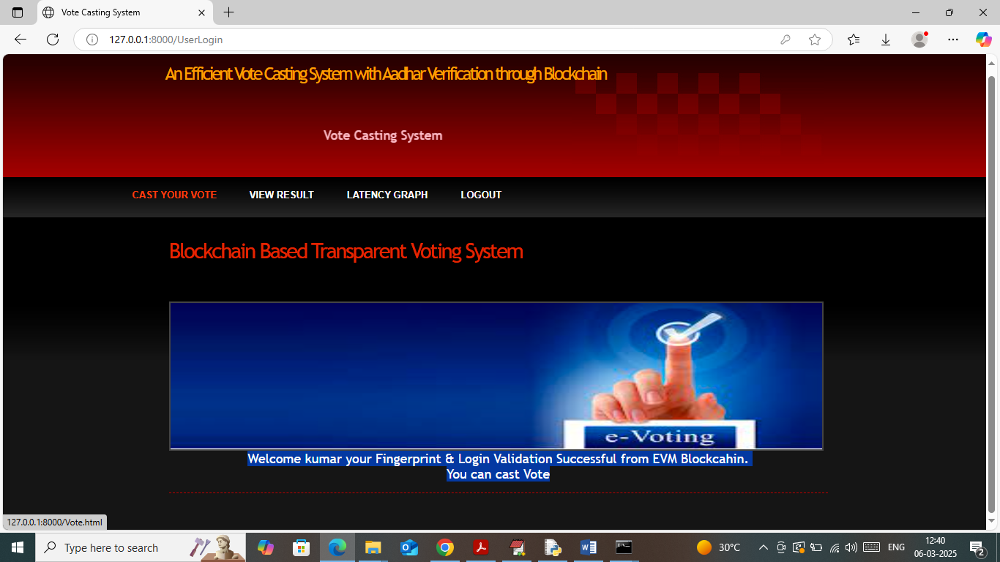 Vote Casting System
127.0.0.1:8000/UserLogin
An Efficient Vote Casting System with Aadhar Verification through Blockchain
Vote Casting System
CAST YOUR VOTE VIEW RESULT LATENCY GRAPH LOGOUT
Blockchain Based Transparent Voting System
e-Voting
Welcome kumar your Fingerprint & Login Validation Successful from EVM Blockcahin.
You can cast Vote
127.0.0.1:8000/Vote.html
Type here to search
30°C
ENG
12:40
06-03-2025
2